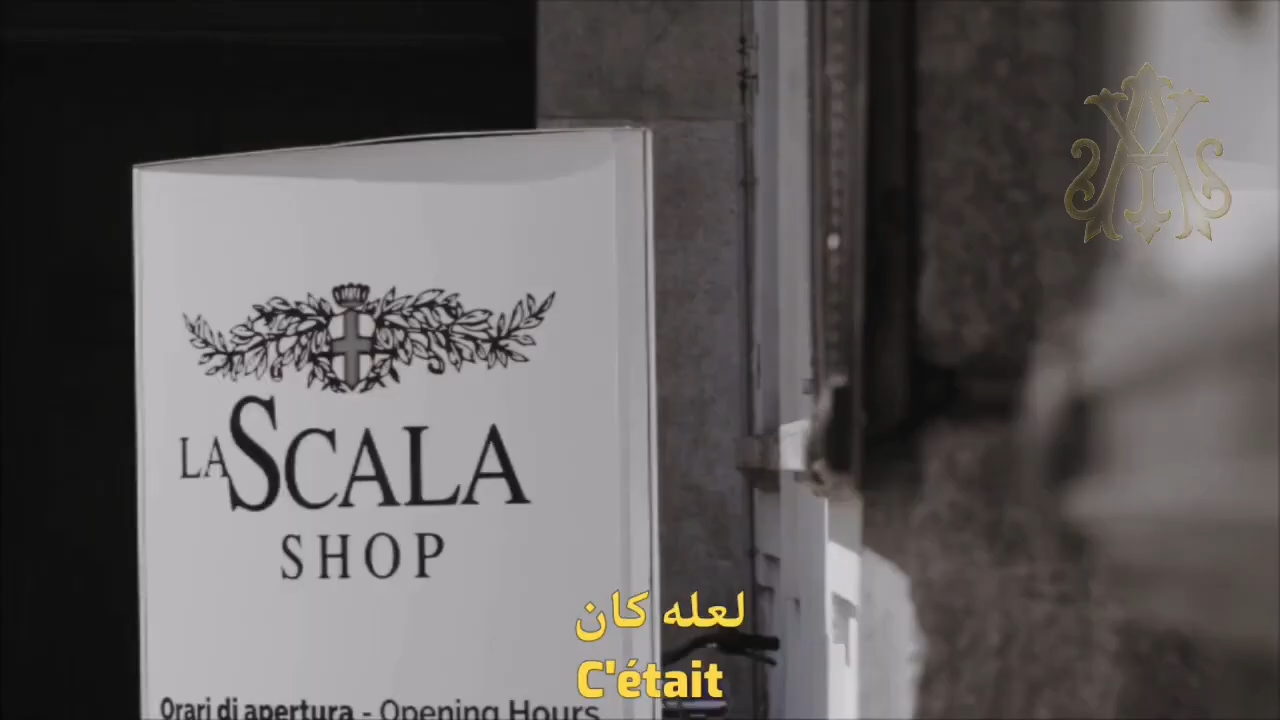 LA SCALA
SHOP
لعله كان
C'était
Orari di apertura - Opening Hours